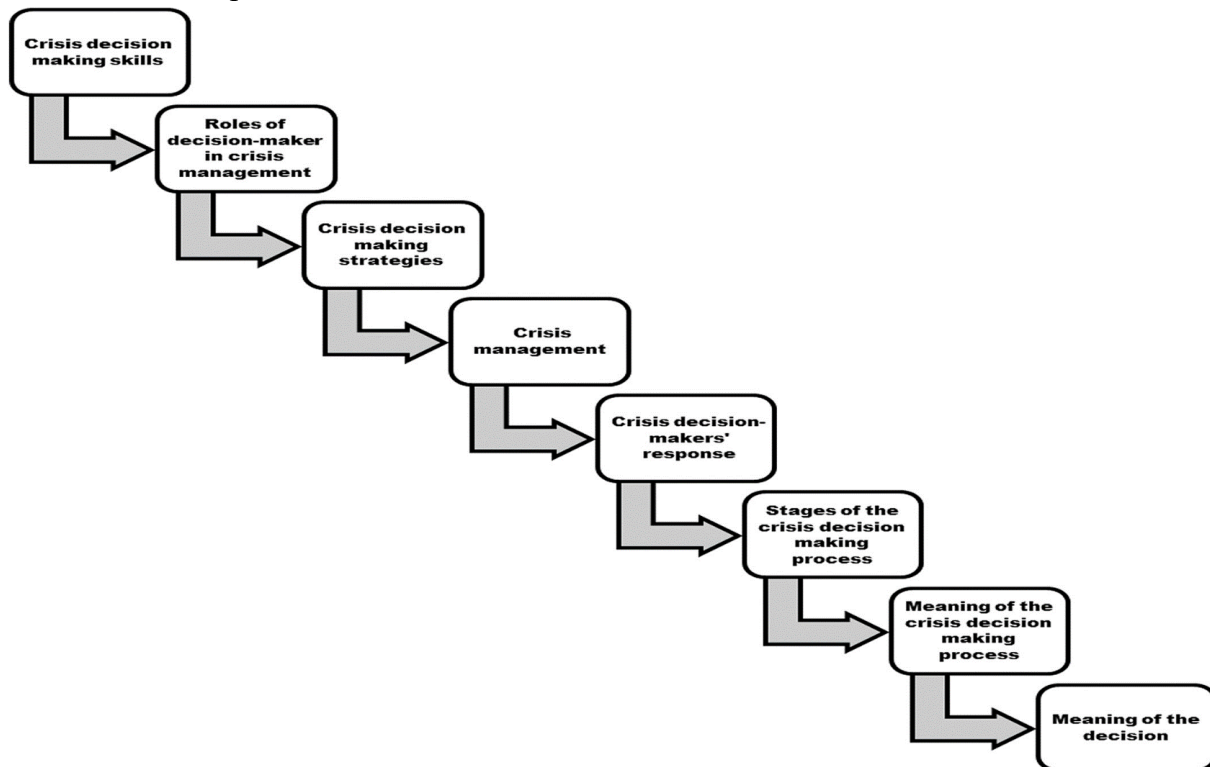 Crisis decision
making skills
Roles of
decision-maker
in crisis
management
Crisis decision
making
strategies
Crisis
management
Crisis decision-
makers'
response
Stages of the
crisis decision
making
process
Meaning of the
crisis decision
making
process
Meaning of the
decision